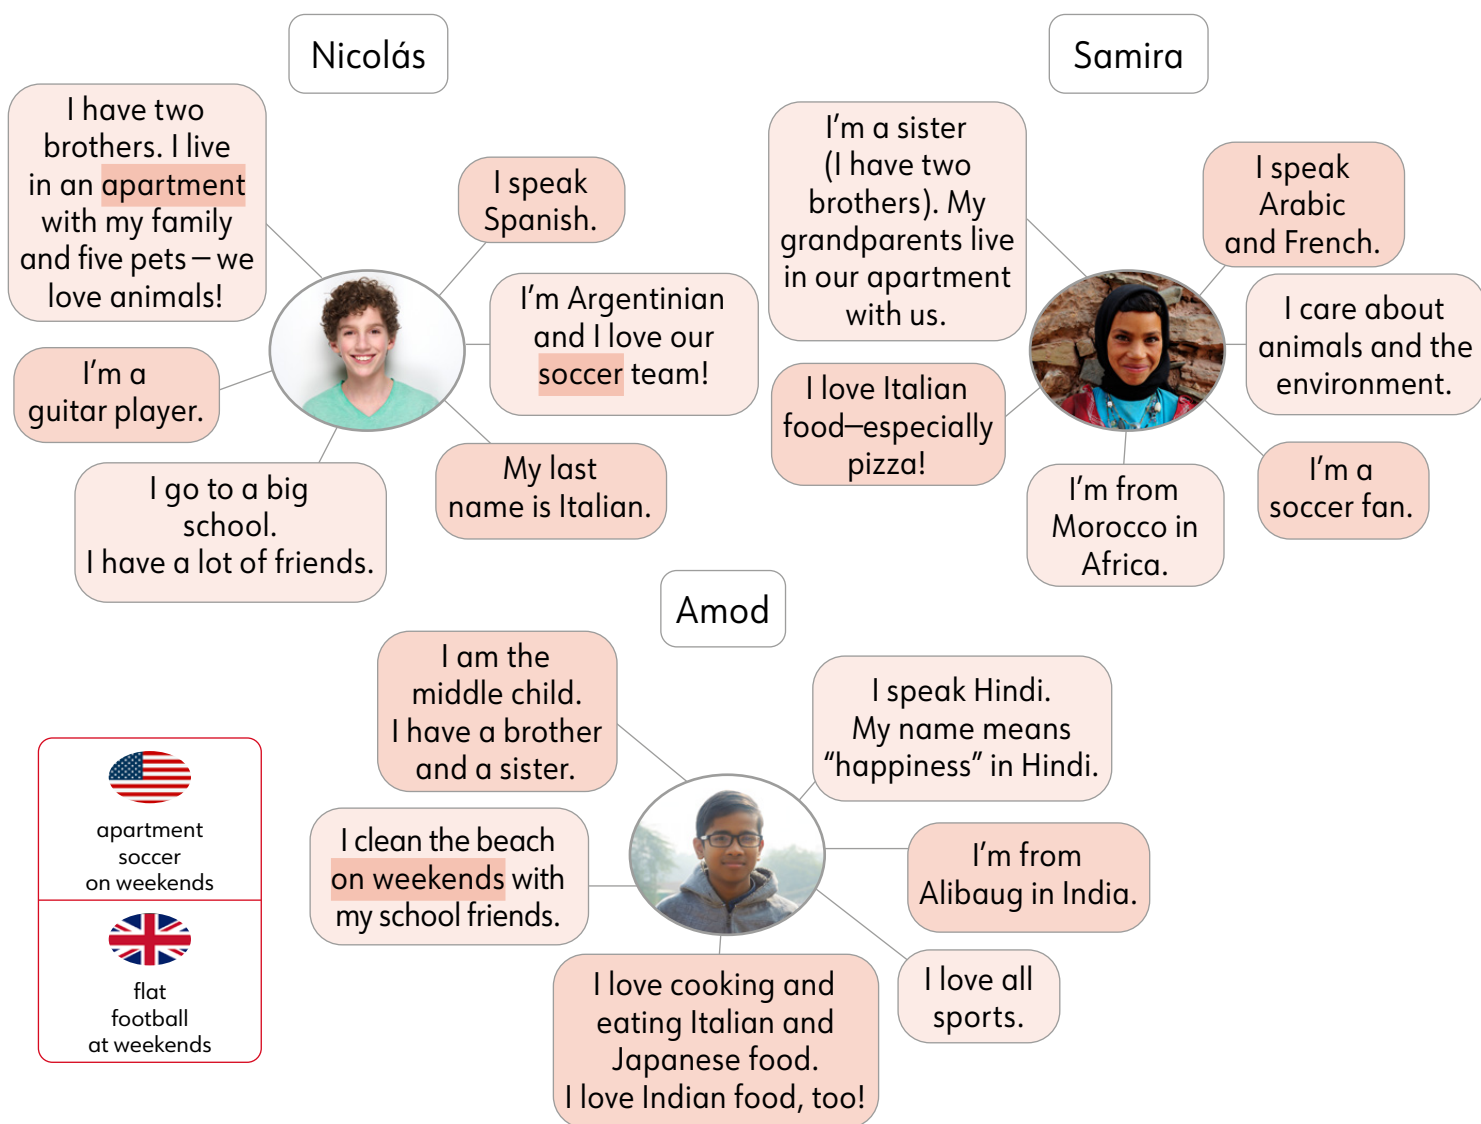 Nicolás
I have two
brothers. I live
in an apartment
with my family
and five pets – we
love animals!
I speak
Spanish.
I'm Argentinian
and I love our
soccer team!
I'm a
guitar player.
My last
name is Italian.
I go to a big
school.
I have a lot of friends.
Samira
I'm a sister
(I have two
brothers). My
grandparents live
in our apartment
with us.
I speak
Arabic
and French.
I care about
animals and the
environment.
I love Italian
food—especially
pizza!
I'm a
soccer fan.
I'm from
Morocco in
Africa.
Amod
I am the
middle child.
I have a brother
and a sister.
I speak Hindi.
My name means
“happiness” in Hindi.
I clean the beach
on weekends with
my school friends.
I'm from
Alibaug in India.
I love all
sports.
I love cooking and
eating Italian and
Japanese food.
I love Indian food, too!
apartment
soccer
on weekends
flat
football
at weekends